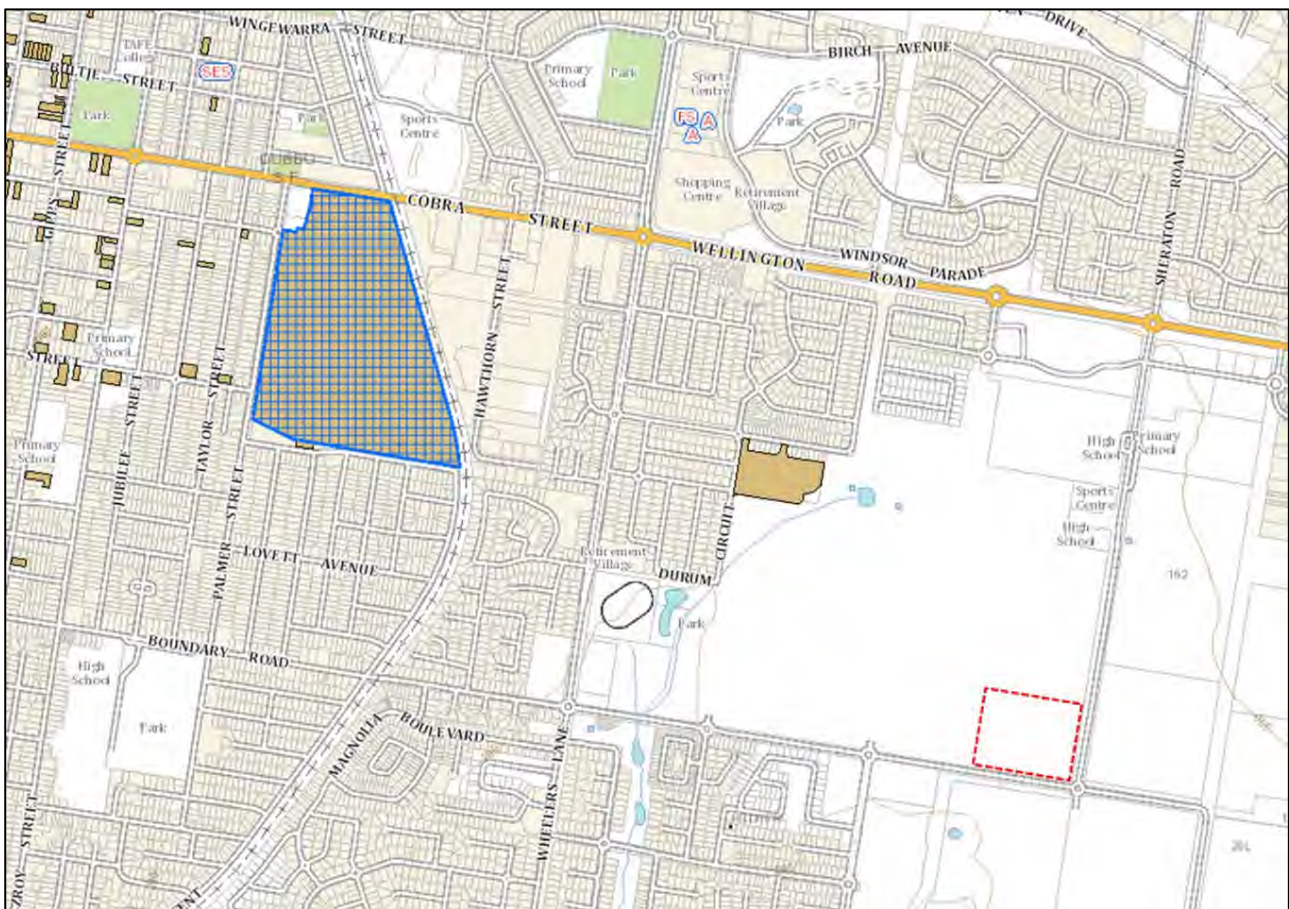 WINGEWARRA STREET
DRIVE
BIRCH AVENUE
TAFE
STREET
SES
Primary
School
Park
Sports
Centre
FS A
A
Park
Park
Park
Sports
Centre
DUBBO
GIPPS STREET
COBRA STREET
Shopping
Centre
Retirement
Village
WELLINGTON ROAD
WINDSOR PARADE
SHERATON ROAD
HAWTHORN STREET
Primary
School
STREET
TAYLOR STREET
JUBILEE STREET
PALMER STREET
Primary
School
High
School
Primary
School
Sports
Centre
High
School
CIRCUIT
DURUM
Retirement
Village
LOVETT AVENUE
Park
162
BOUNDARY ROAD
High
School
Park
MAGNOLIA
BOULEVARD
WHEELERS LANE
STREET